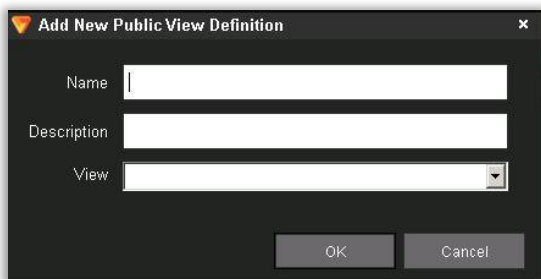 Add New Public View Definition ×
Name
Description
View
OK Cancel